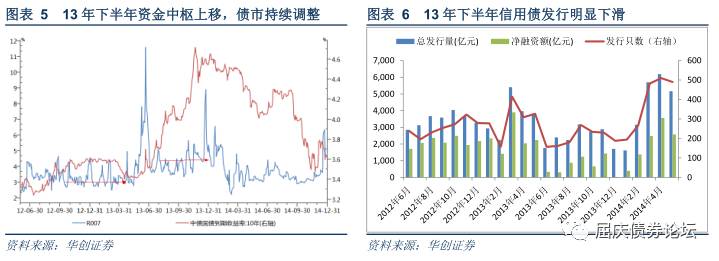 图表 5 13 年下半年资金中枢上移，债市持续调整
12
11
10
9
8
7
6
5
4
3
2
4.6
4.4
4.2
4.0
3.8
3.6
3.4
3.2
12-06-30 12-09-30 12-12-31 13-03-31 13-06-30 13-09-30 13-12-31 14-03-31 14-06-30 14-09-30 14-12-31
R007
中债国债到期收益率:10年(右轴)
资料来源：华创证券
图表 6 13 年下半年信用债发行明显下滑
总发行量(亿元) 净融资额(亿元) 发行只数（右轴）
7,000
6,000
5,000
4,000
3,000
2,000
1,000
0
600
500
400
300
200
100
0
2012年6月
2012年8月
2012年10月
2012年12月
2013年2月
2013年4月
2013年6月
2013年8月
2013年10月
2013年12月
2014年2月
2014年4月
资料来源：华创证券
屈庆债券论坛